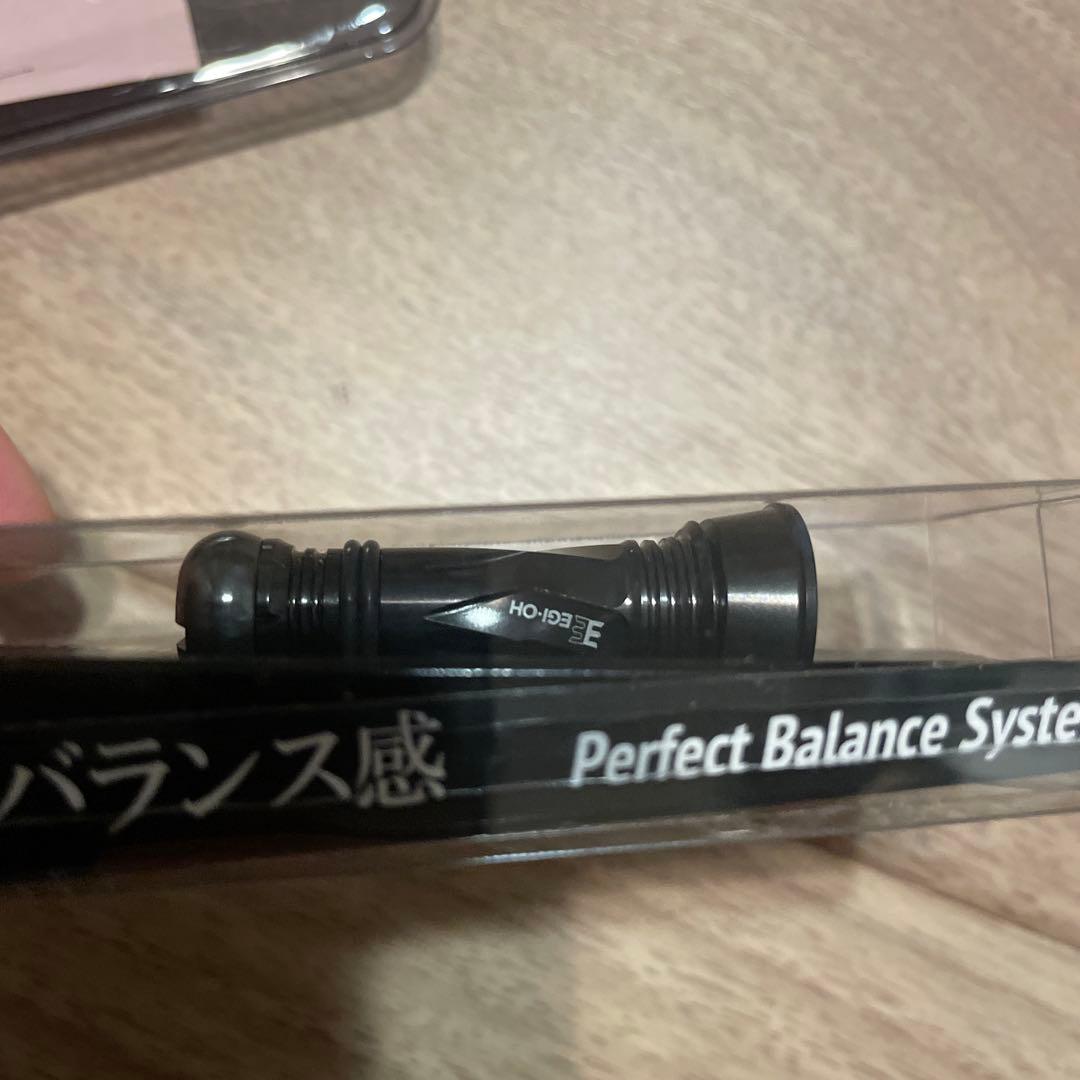 EGI-OH
バランス感
Perfect Balance Syste